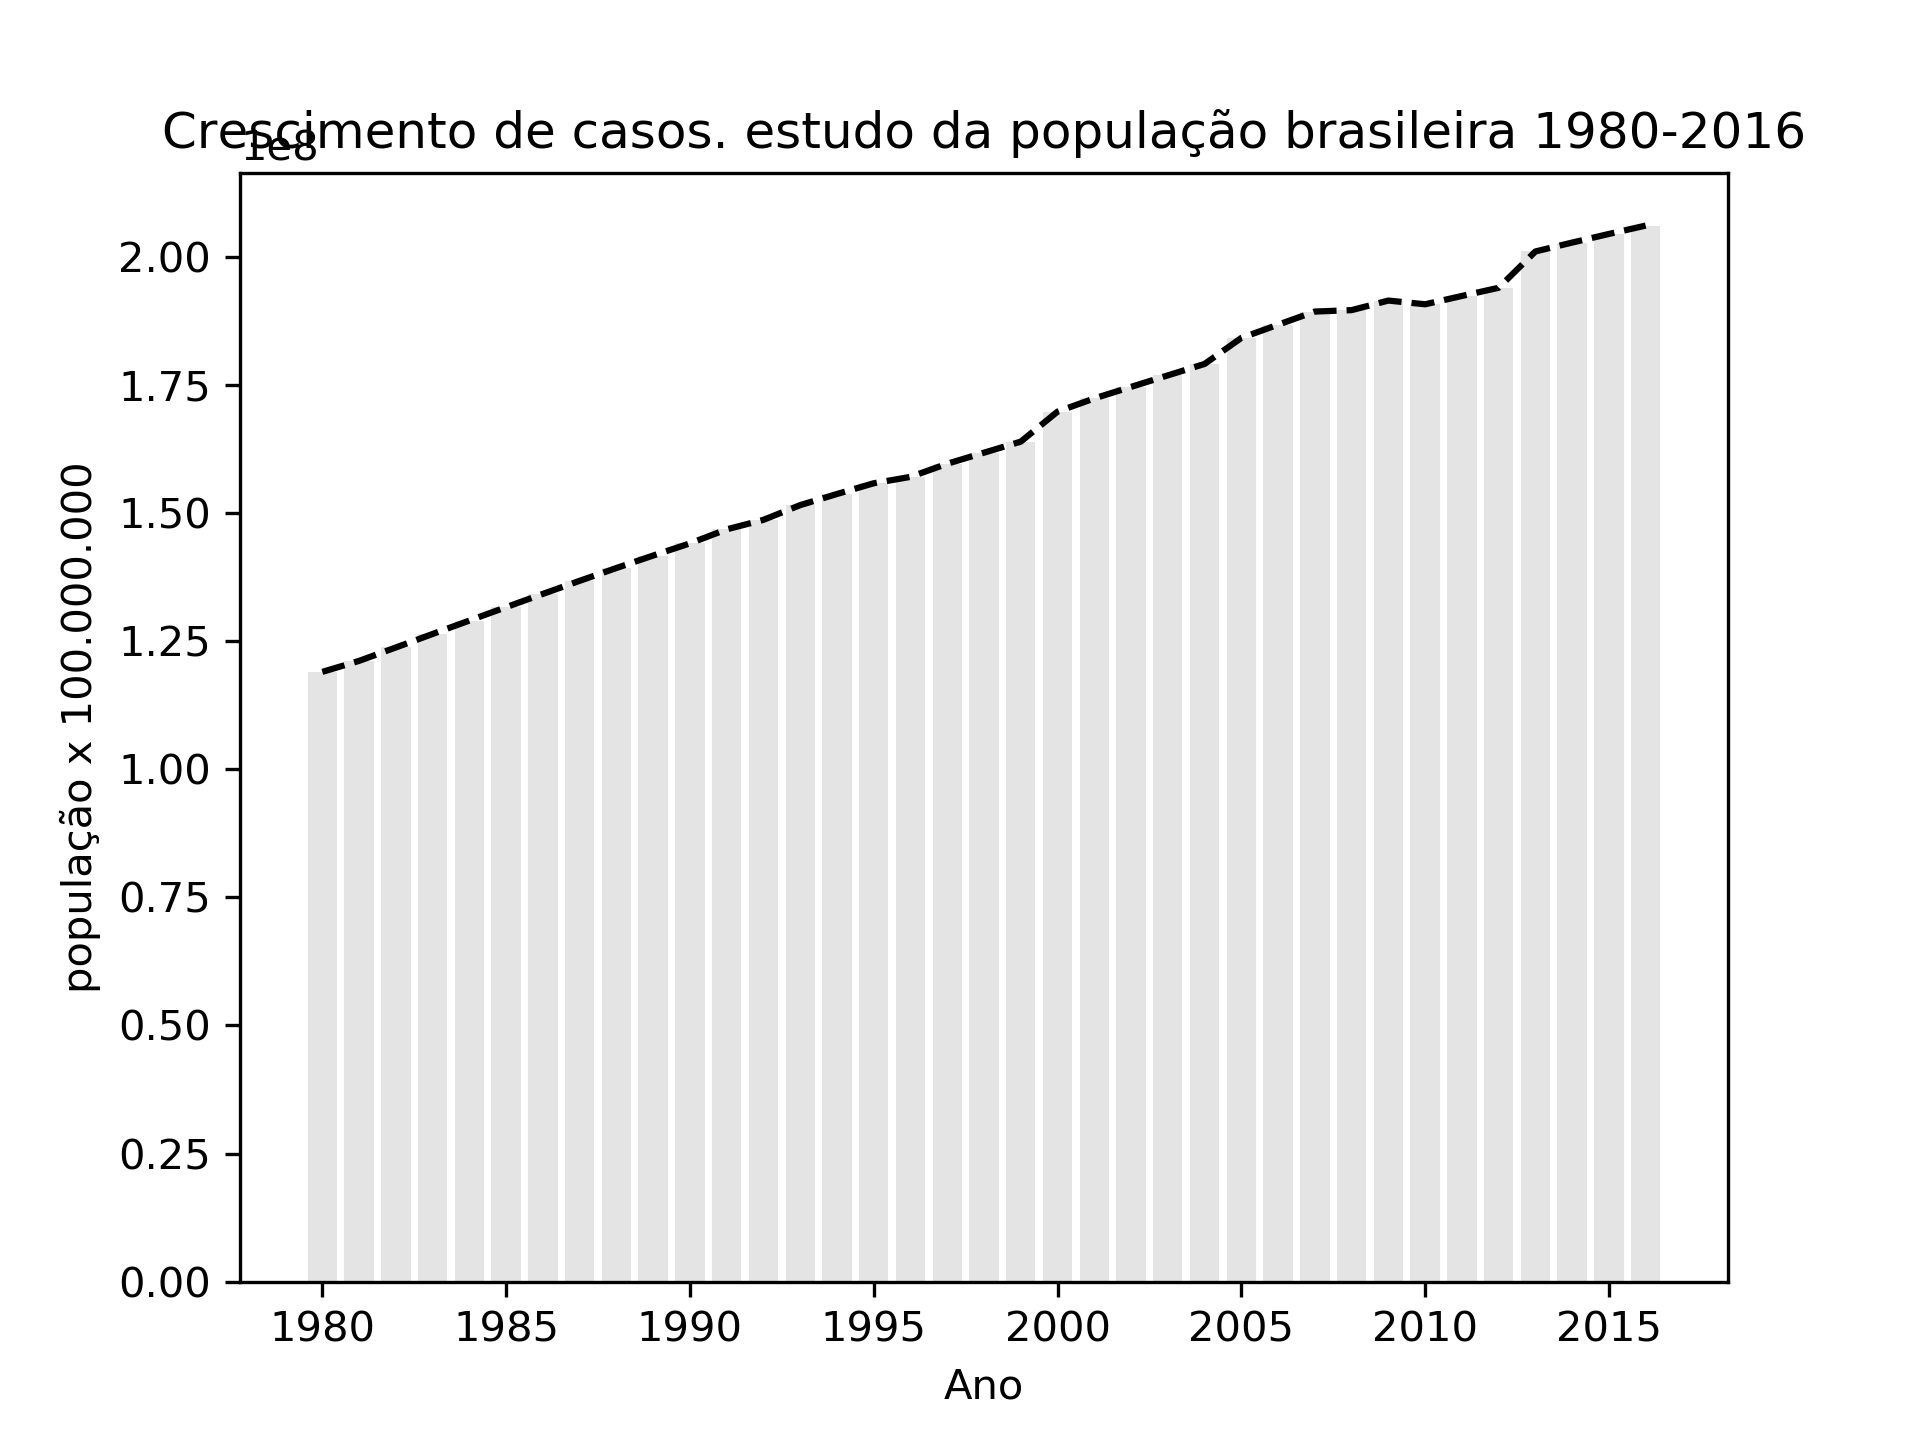 Crescimento de casos. estudo da população brasileira 1980-2016
1e8
população x 100.000.000
2.00
1.75
1.50
1.25
1.00
0.75
0.50
0.25
0.00
1980 1985 1990 1995 2000 2005 2010 2015
Ano